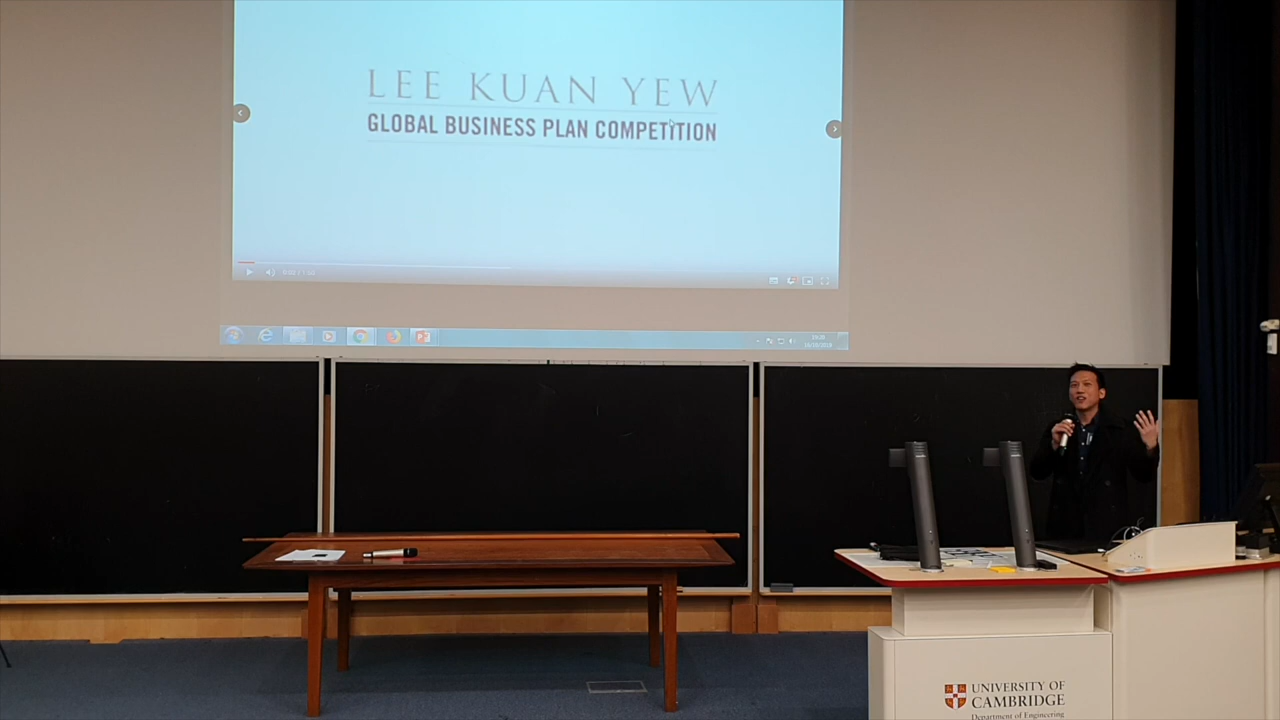 LEE KUAN YEW
GLOBAL BUSINESS PLAN COMPETITION
UNIVERSITY OF
CAMBRIDGE
Department of Engineering